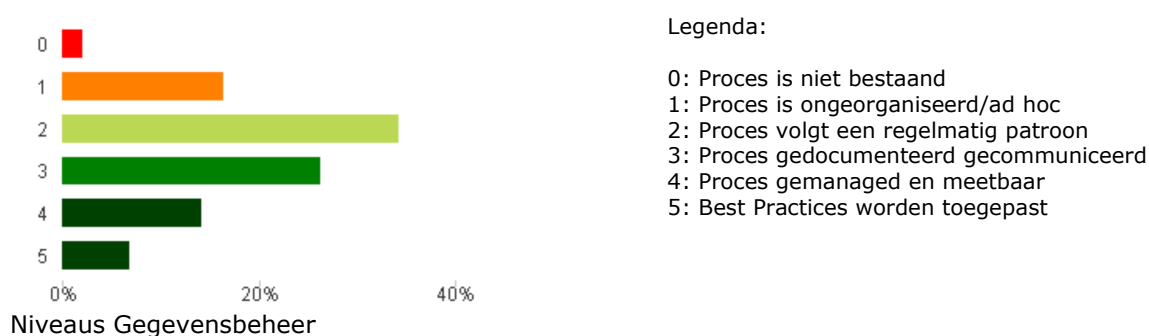 0
1
2
3
4
5
0% 20% 40%
Niveaus Gegevensbeheer
Legenda:
0: Proces is niet bestaand
1: Proces is ongeorganiseerd/ad hoc
2: Proces volgt een regelmatig patroon
3: Proces gedocumenteerd gecommuniceerd
4: Proces gemanaged en meetbaar
5: Best Practices worden toegepast